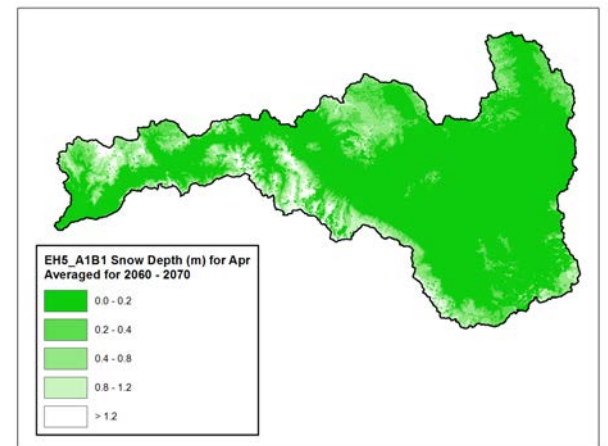 EH5_A1B1 Snow Depth (m) for Apr
Averaged for 2060 - 2070
0.0 - 0.2
0.2 - 0.4
0.4 - 0.8
0.8 - 1.2
> 1.2